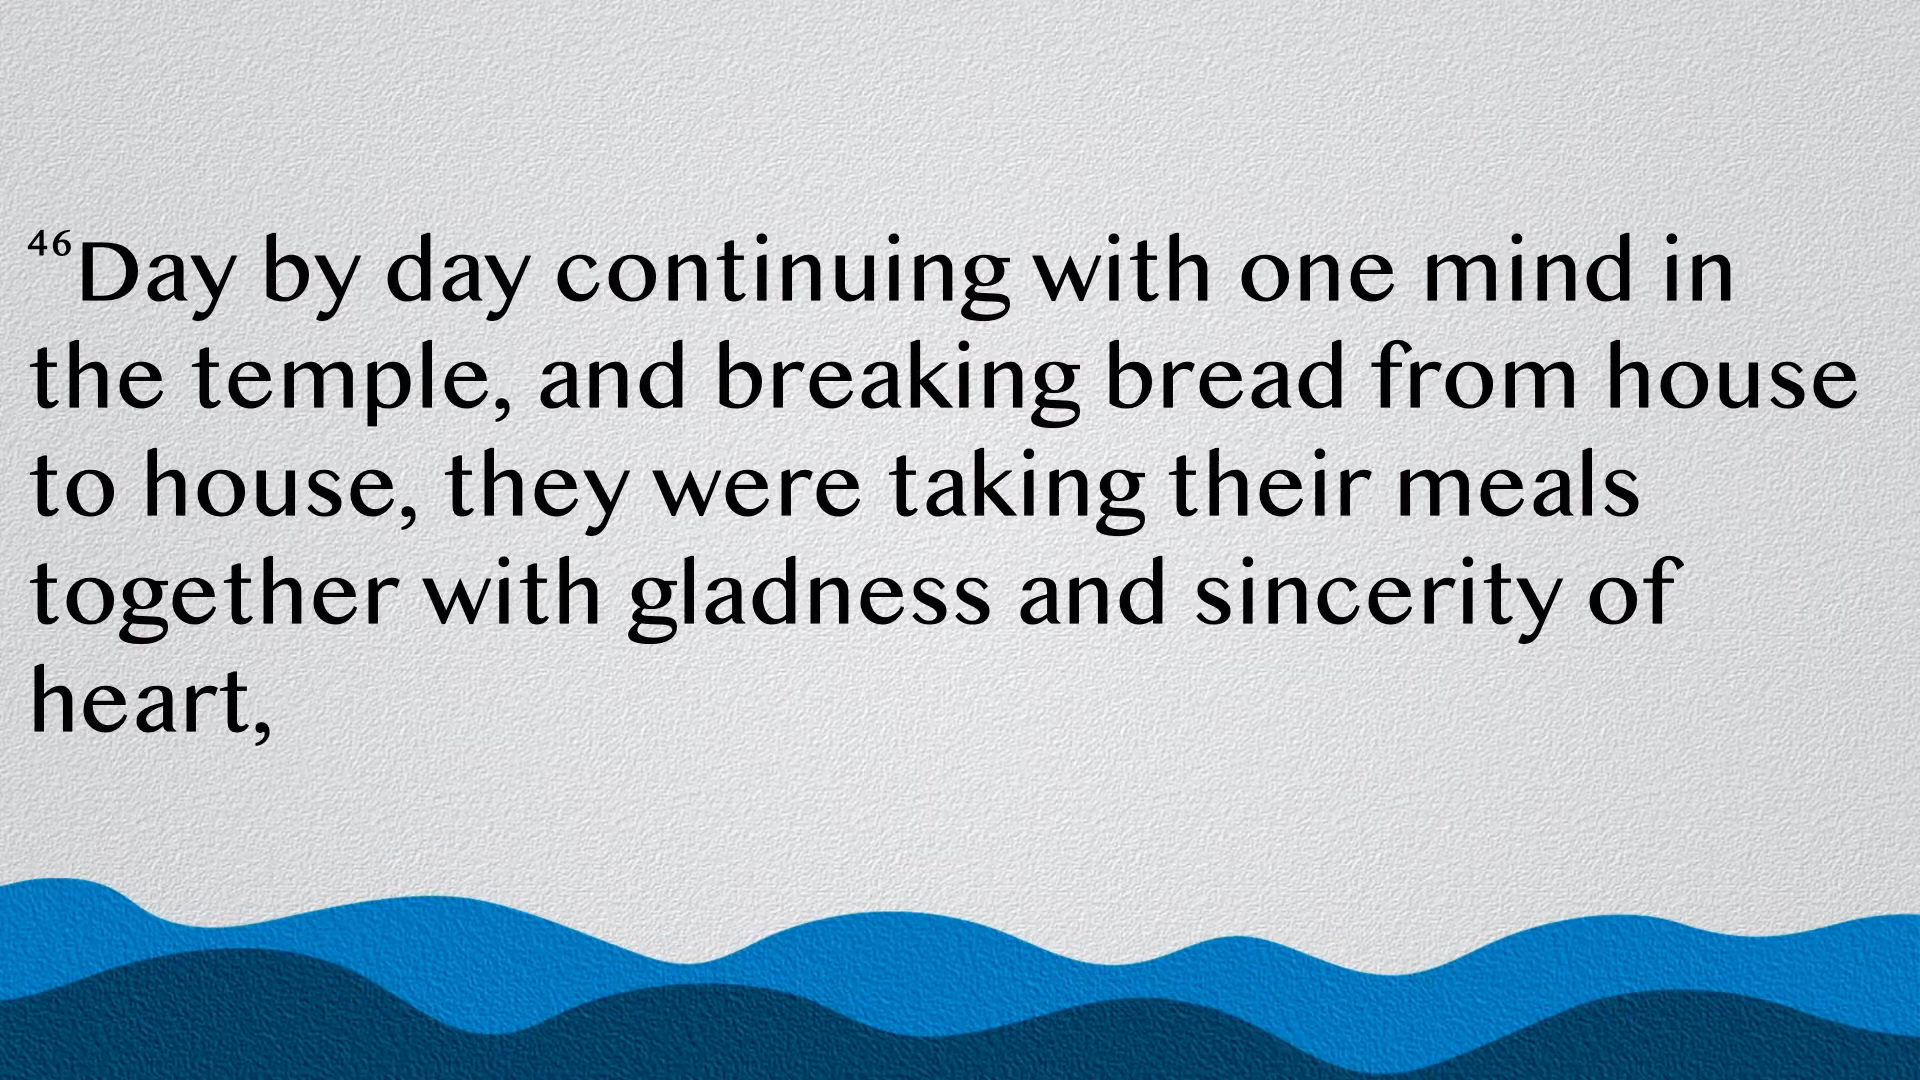 ⁴⁶Day by day continuing with one mind in
the temple, and breaking bread from house
to house, they were taking their meals
together with gladness and sincerity of
heart,